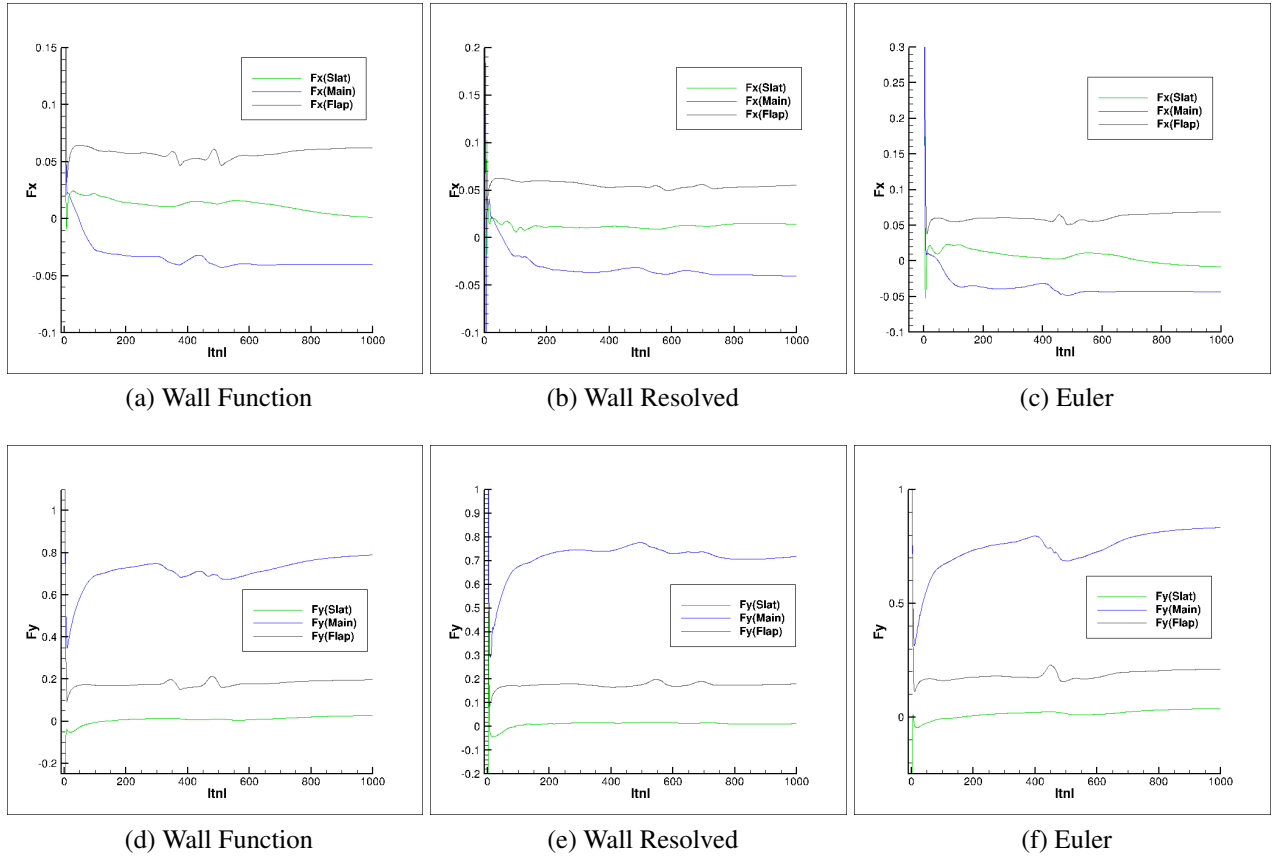 0.15
0.1
0.05
0
-0.05
-0.1
Fx
0 200 400 600 800 1000
ItnI
Fx(Slat)
Fx(Main)
Fx(Flap)
(a) Wall Function
0.2
0.15
0.1
0.05
0
-0.05
-0.1
Fx
0 200 400 600 800 1000
ItnI
Fx(Slat)
Fx(Main)
Fx(Flap)
(b) Wall Resolved
0.3
0.25
0.2
0.15
0.1
0.05
0
-0.05
-0.1
Fx
0 200 400 600 800 1000
ItnI
Fx(Slat)
Fx(Main)
Fx(Flap)
(c) Euler
1
0.8
0.6
0.4
0.2
0
-0.2
Fy
0 200 400 600 800 1000
ItnI
Fy(Slat)
Fy(Main)
Fy(Flap)
(d) Wall Function
1
0.9
0.8
0.7
0.6
0.5
0.4
0.3
0.2
0.1
0
-0.1
-0.2
Fy
0 200 400 600 800 1000
ItnI
Fy(Slat)
Fy(Main)
Fy(Flap)
(e) Wall Resolved
1
0.5
0
Fy
0 200 400 600 800 1000
ItnI
Fy(Slat)
Fy(Main)
Fy(Flap)
(f) Euler